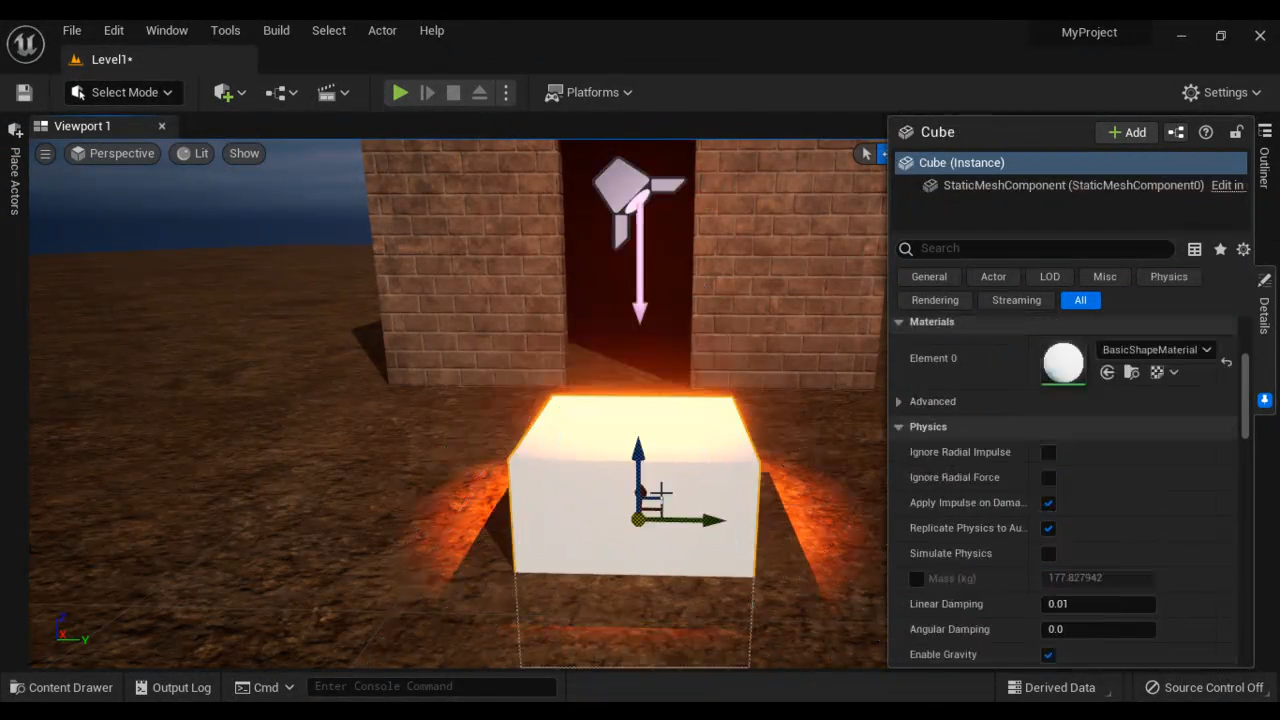 File Edit Window Tools Build Select Actor Help
MyProject
Level1*
Select Mode
Platforms
Settings
Viewport 1
Perspective
Lit
Show
Place Actors
Cube
Add
Cube (Instance)
StaticMeshComponent (StaticMeshComponent0) Edit in
Search
General Actor LOD Misc Physics
Rendering Streaming All
Materials
Element 0
BasicShapeMaterial
Advanced
Physics
Ignore Radial Impulse
Ignore Radial Force
Apply Impulse on Dama...
Replicate Physics to Au...
Simulate Physics
Mass (kg) 177.827942
Linear Damping 0.01
Angular Damping 0.0
Enable Gravity
Outliner
Details
Z
X
Y
Content Drawer
Output Log
Cmd
Enter Console Command
Derived Data
Source Control Off